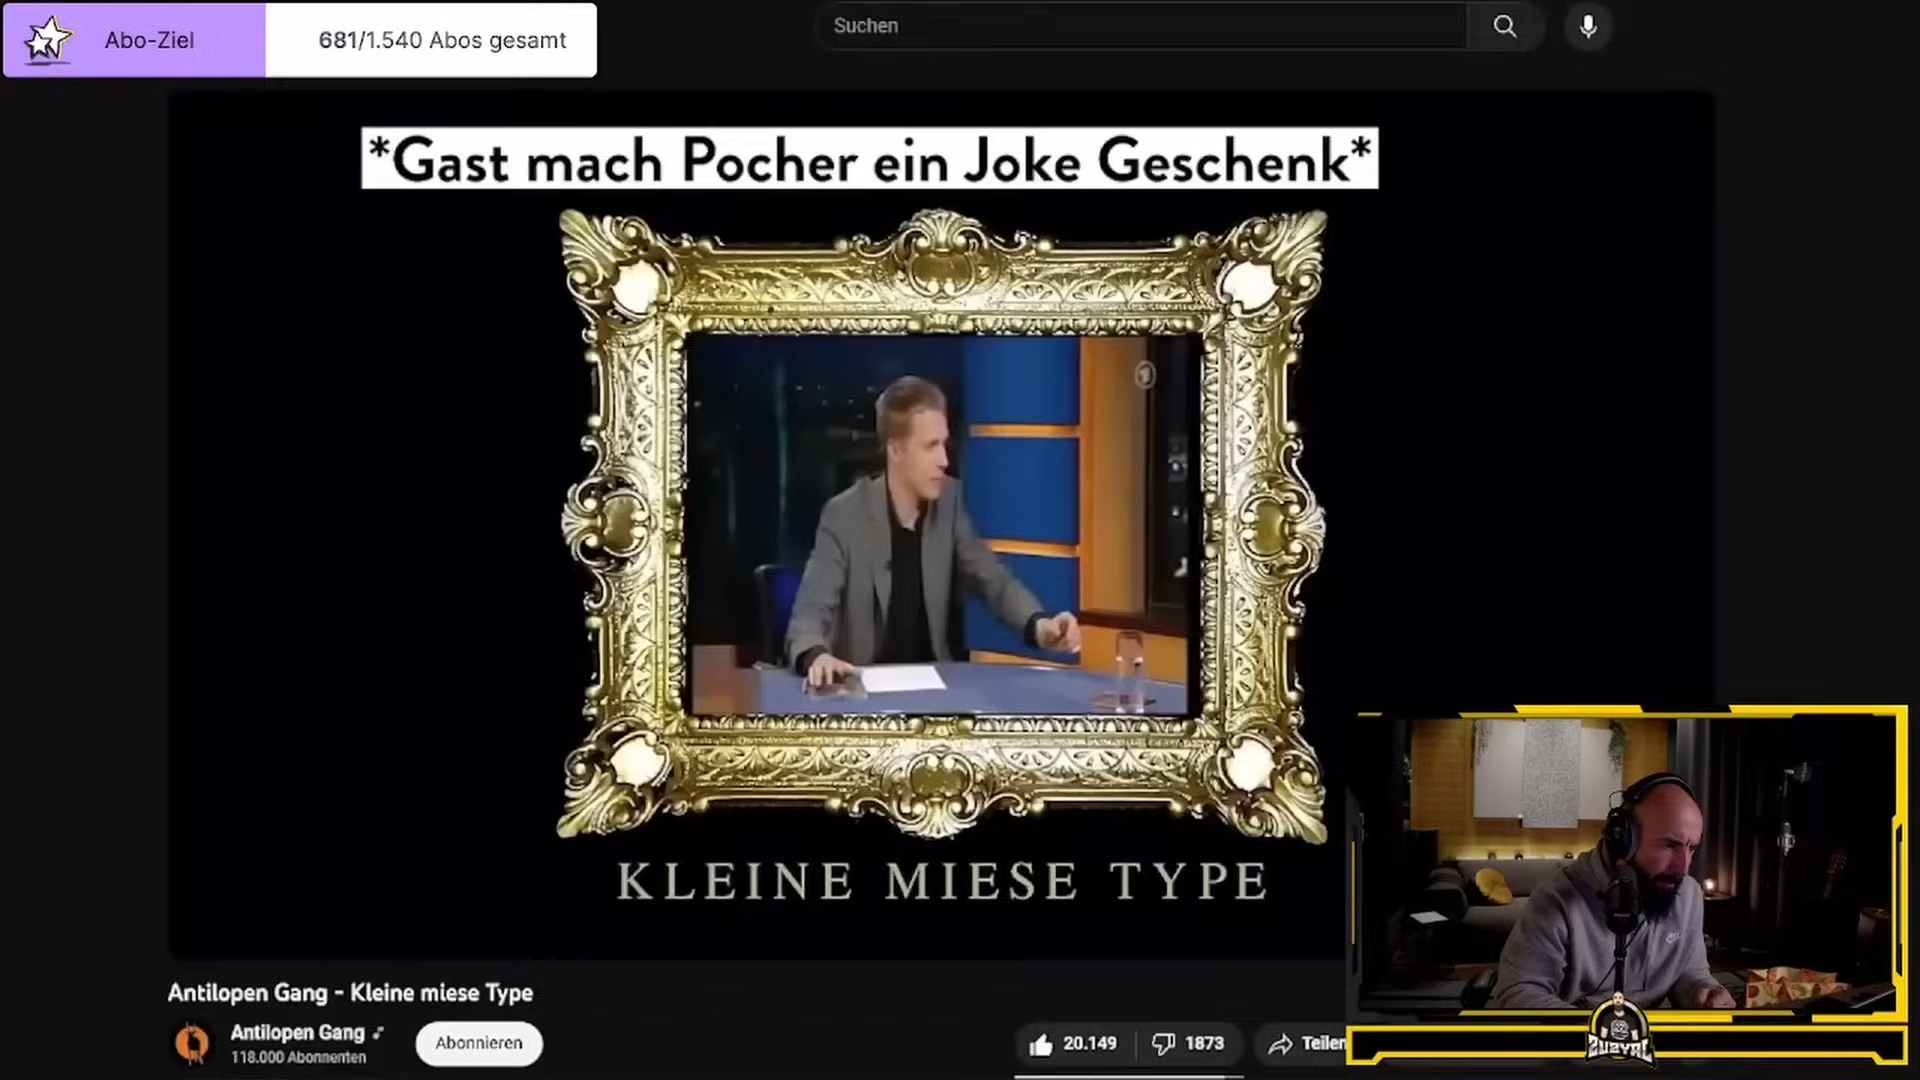 Abo-Ziel
681/1.540 Abos gesamt
Suchen
*Gast mach Pocher ein Joke Geschenk*
KLEINE MIESE TYPE
Antilopen Gang - Kleine miese Type
Antilopen Gang
118.000 Abonnenten
Abonnieren
20.149
1873
Teilen